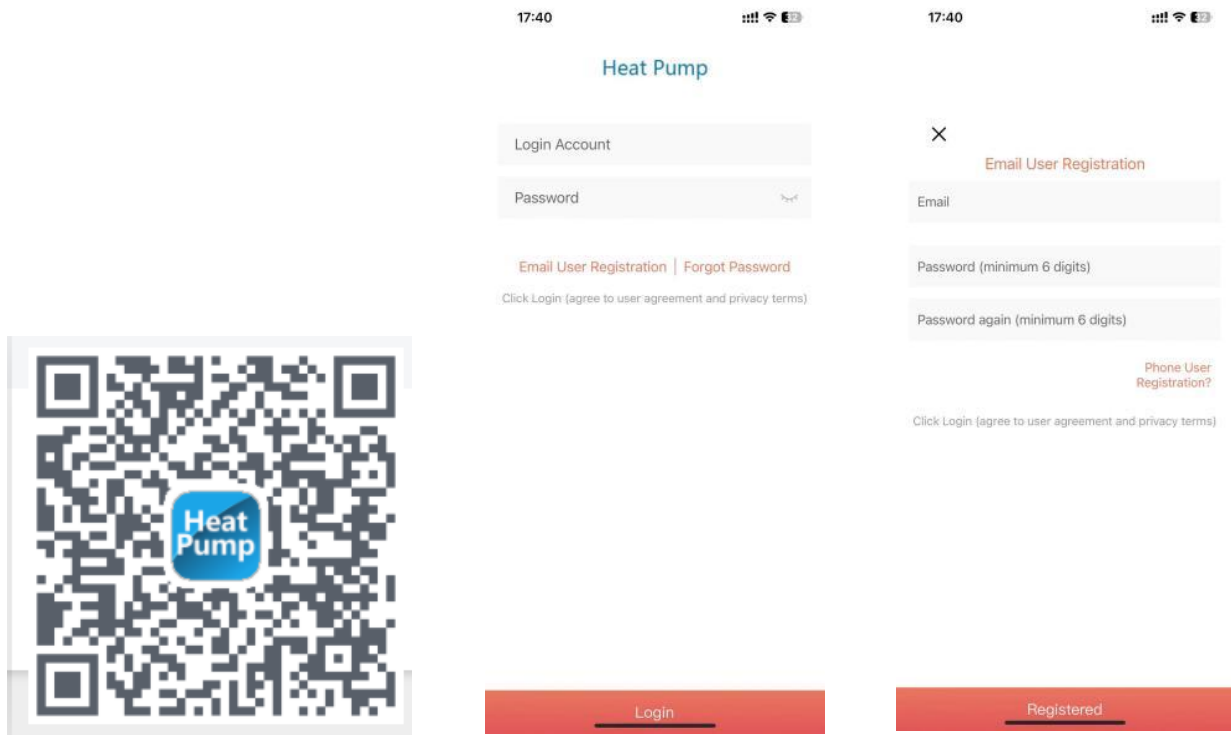 Heat
Pump
17:40
32
Heat Pump
Login Account
Password
Email User Registration | Forgot Password
Click Login (agree to user agreement and privacy terms)
Login
17:40
32
Email User Registration
Email
Password (minimum 6 digits)
Password again (minimum 6 digits)
Phone User
Registration?
Click Login (agree to user agreement and privacy terms)
Registered